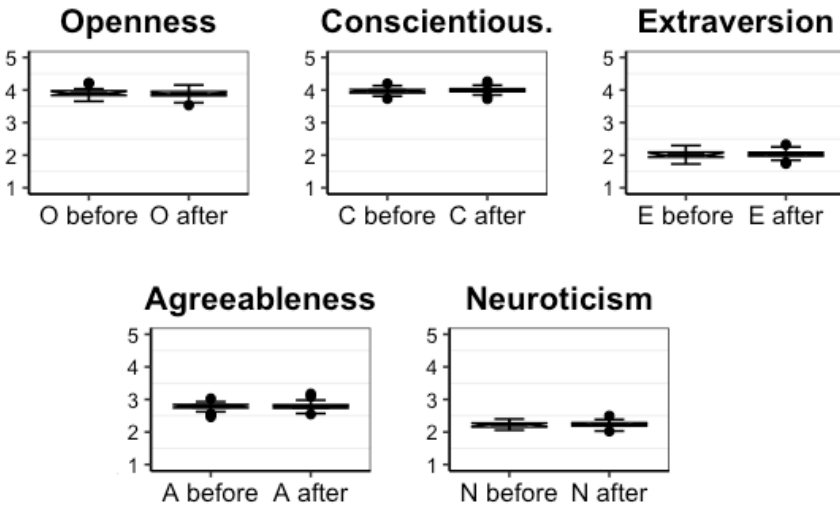 Openness
Conscientious.
Extraversion
5
4
3
2
1
5
4
3
2
1
5
4
3
2
1
O before O after
C before C after
E before E after
Agreeableness
Neuroticism
5
4
3
2
1
5
4
3
2
1
A before A after
N before N after